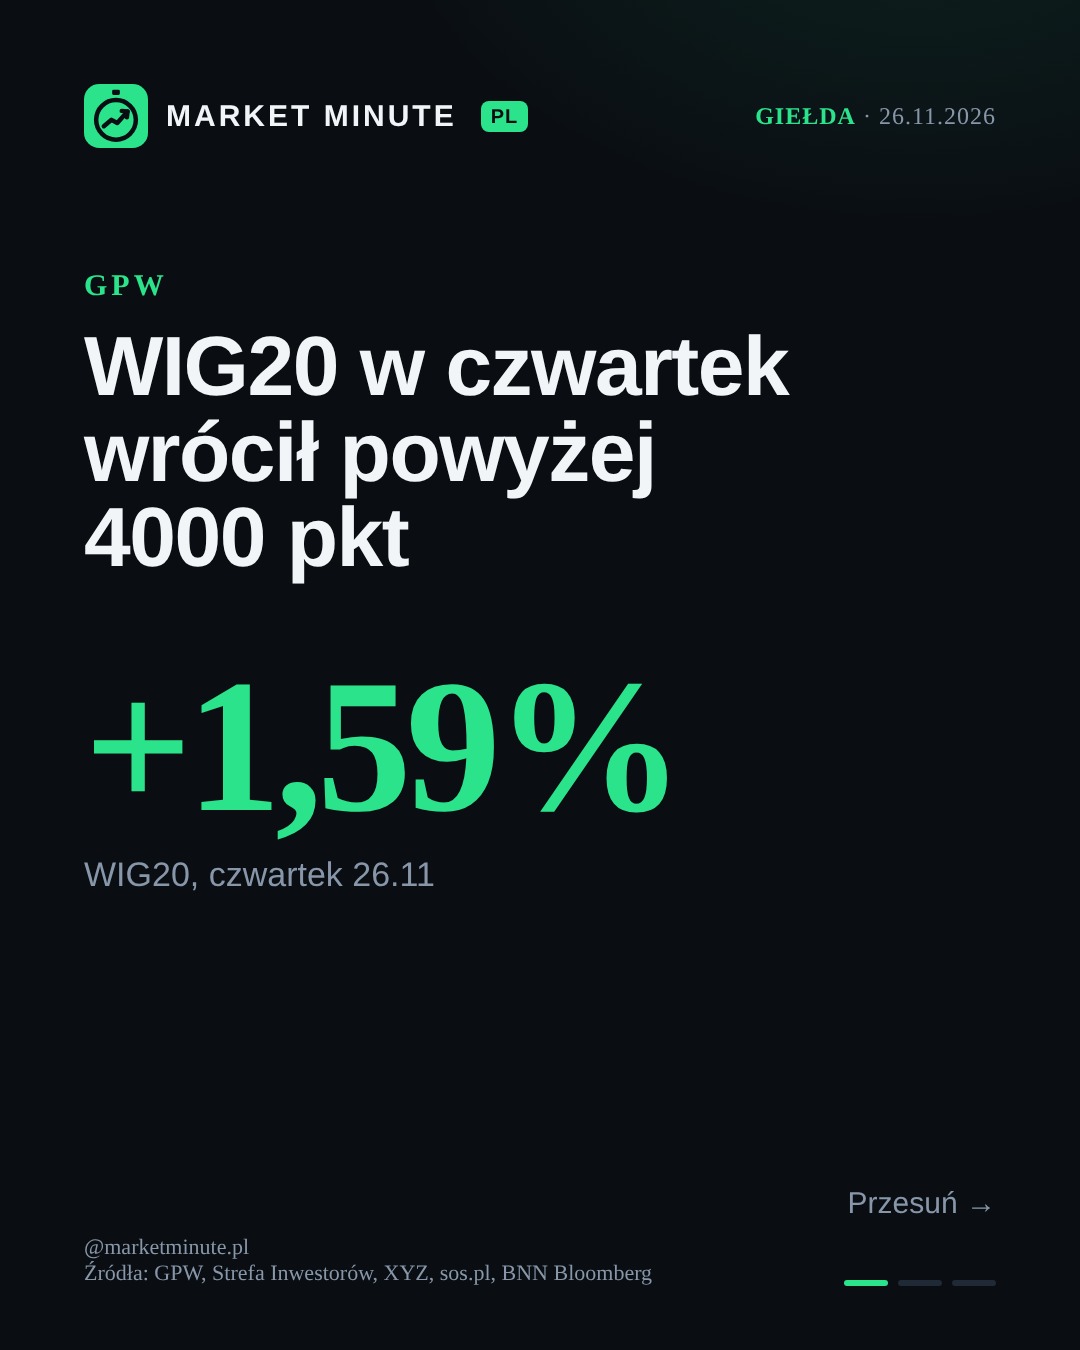 MARKET MINUTE PL
GIEŁDA · 26.11.2026
GPW
WIG20 w czwartek
wrócił powyżej
4000 pkt
+1,59%
WIG20, czwartek 26.11
Przesuń →
@marketminute.pl
Źródła: GPW, Strefa Inwestorów, XYZ, sos.pl, BNN Bloomberg